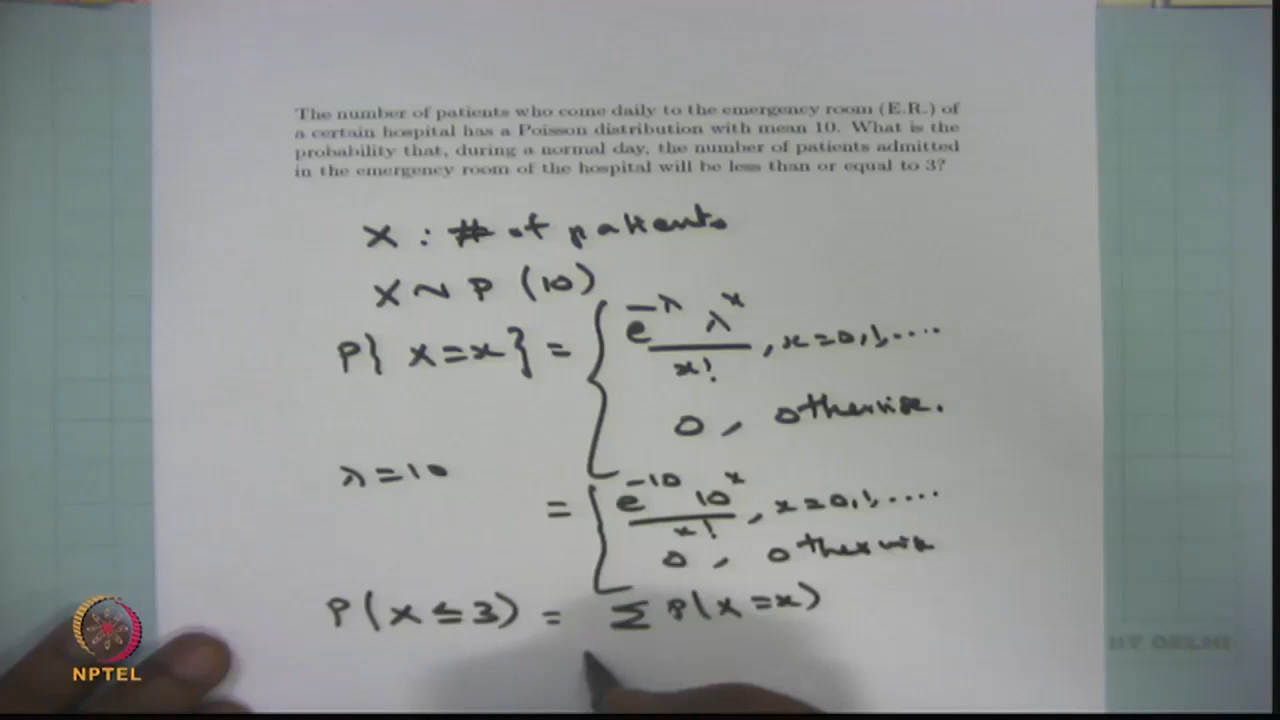 The number of patients who come daily to the emergency room (E.R.) of
a certain hospital has a Poisson distribution with mean 10. What is the
probability that, during a normal day, the number of patients admitted
in the emergency room of the hospital will be less than or equal to 3?
X : # of patients
X ~ P (10)
P{ X = x } = { e^-λ λ^x / x! , x = 0, 1, ....
0 , otherwise.
λ = 10
= { e^-10 10^x / x! , x = 0, 1, ....
0 , otherwise
P(X ≤ 3) = Σ P(X = x)
NPTEL
IIT DELHI